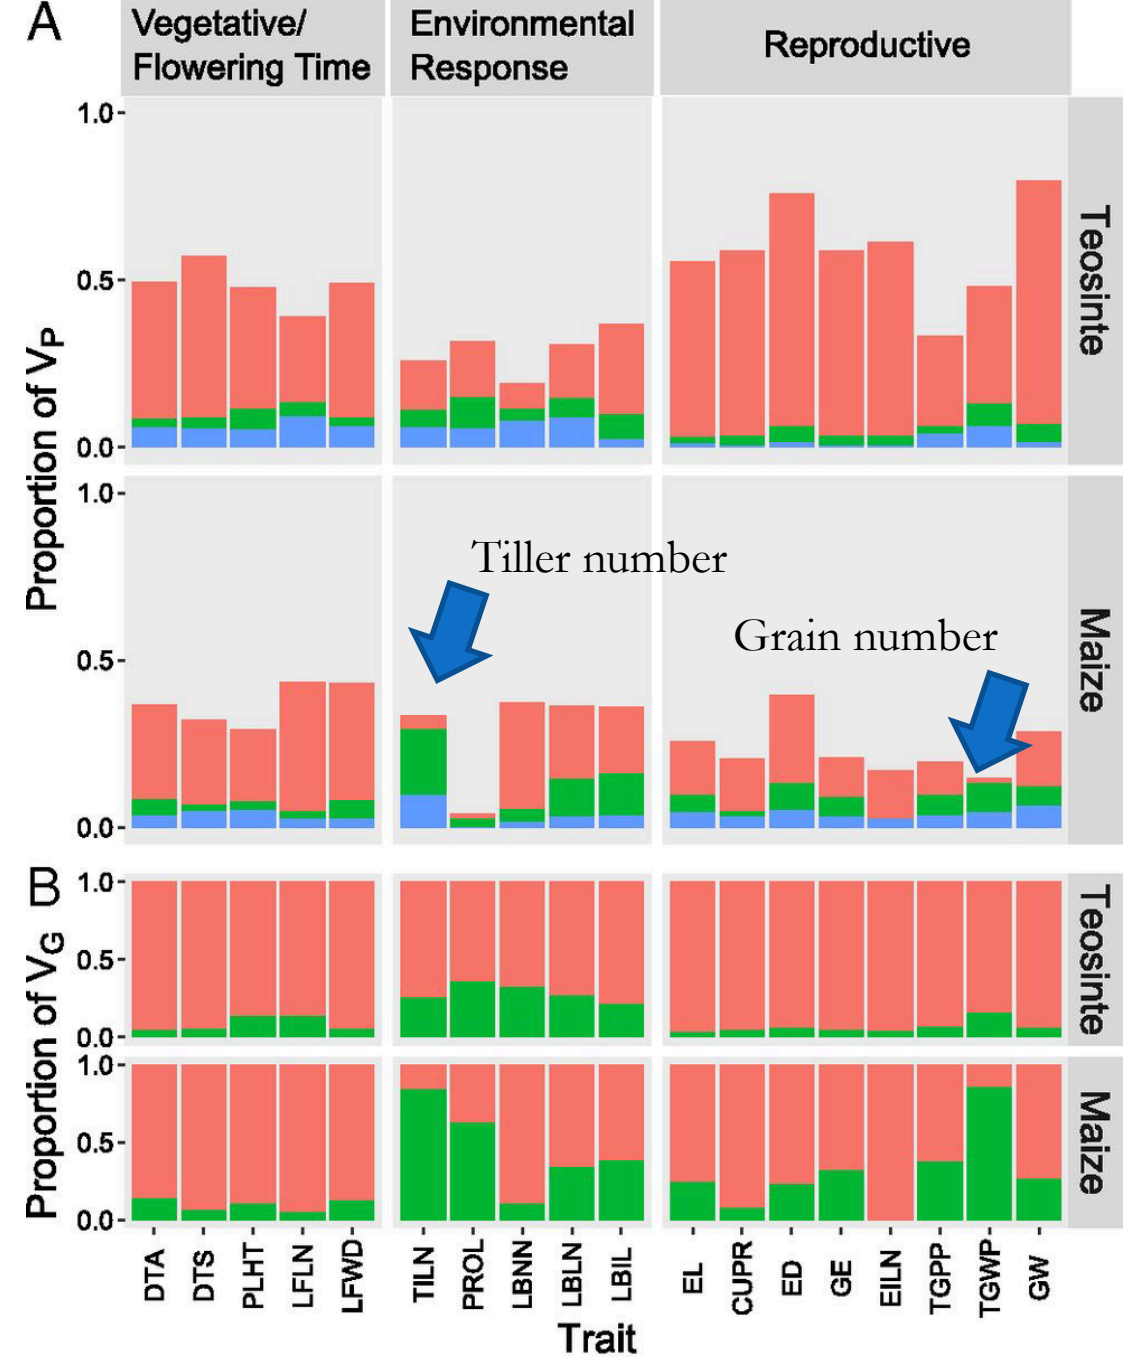 A
Vegetative/
Flowering Time
Environmental
Response
Reproductive
Proportion of VP
1.0
0.5
0.0
Teosinte
1.0
0.5
0.0
Tiller number
Grain number
Maize
B
Proportion of VG
1.0
0.5
0.0
Teosinte
1.0
0.5
0.0
Maize
DTA DTS PLHT LFLN LFWD TILN PROL LBNN LBLN LBIL EL CUPR ED GE EILN TGPP TGWP GW
Trait